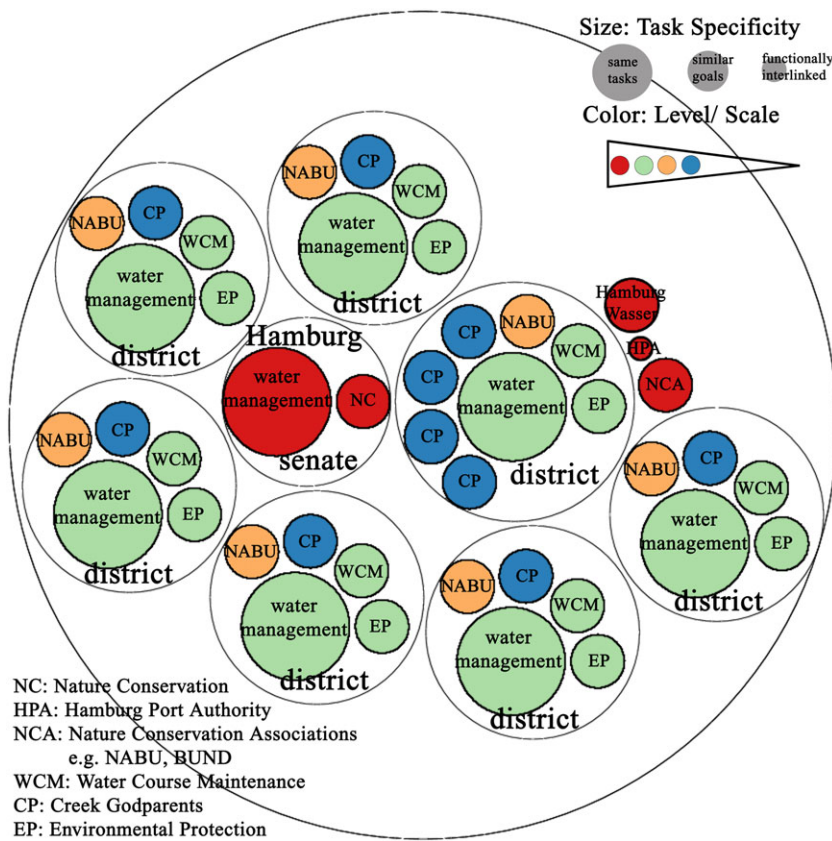 Size: Task Specificity
same
tasks
similar
goals
functionally
interlinked
Color: Level/ Scale
NABU
CP
WCM
water
management
EP
district
NABU
CP
WCM
water
management
EP
district
Hamburg
water
management
NC
senate
CP
NABU
WCM
CP
water
management
EP
CP
CP
district
Hamburg
Wasser
HPA
NCA
NABU
CP
WCM
water
management
EP
district
NABU
CP
WCM
water
management
EP
district
NABU
CP
WCM
water
management
EP
district
NABU
CP
WCM
water
management
EP
district
NC: Nature Conservation
HPA: Hamburg Port Authority
NCA: Nature Conservation Associations
e.g. NABU, BUND
WCM: Water Course Maintenance
CP: Creek Godparents
EP: Environmental Protection